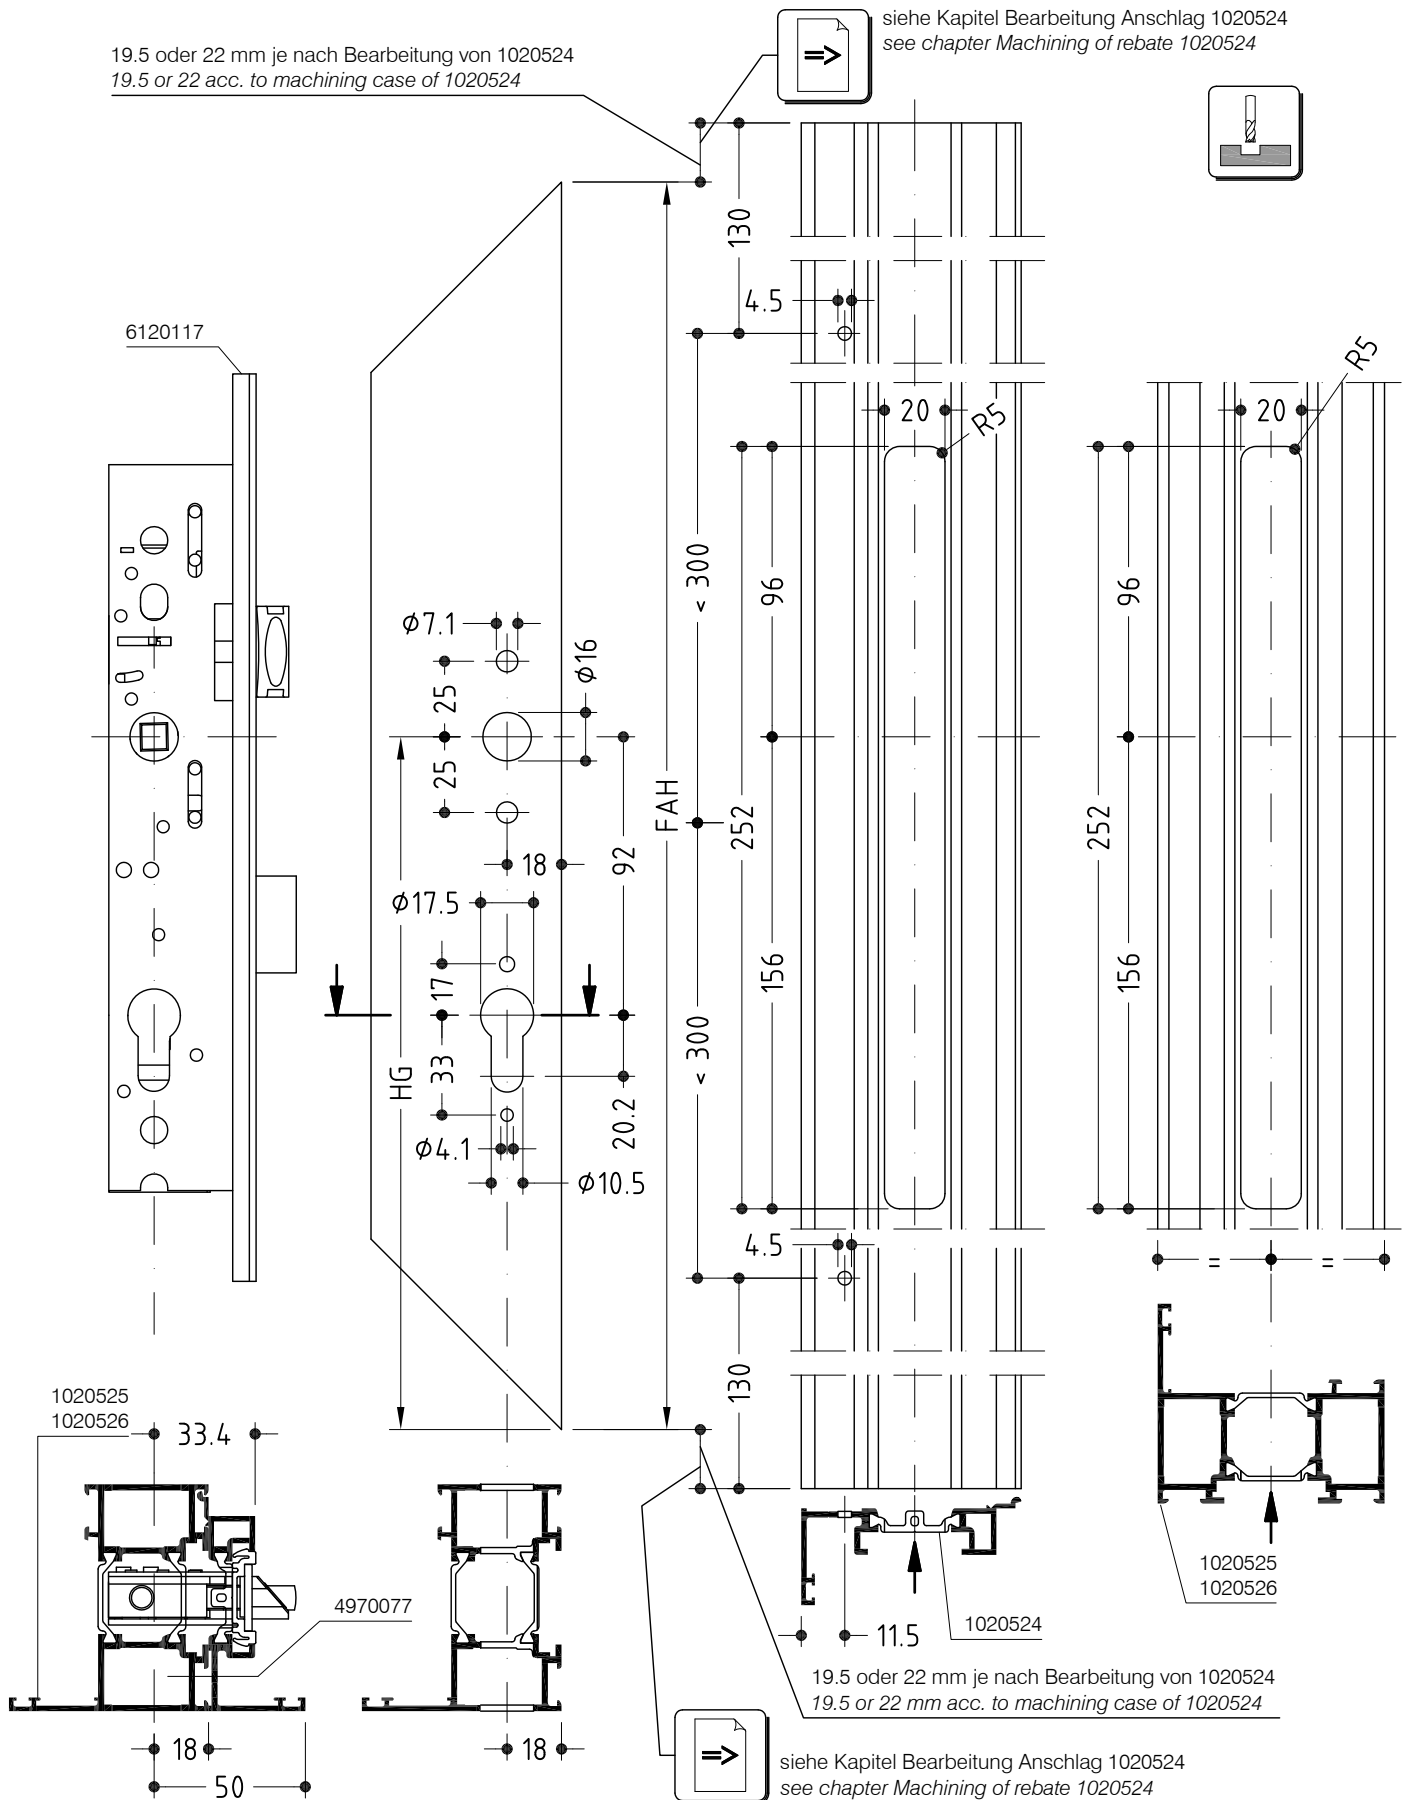 siehe Kapitel Bearbeitung Anschlag 1020524
see chapter Machining of rebate 1020524
19.5 oder 22 mm je nach Bearbeitung von 1020524
19.5 or 22 acc. to machining case of 1020524
=>
130
4.5
6120117
R5
R5
20
20
< 300
96
96
Φ7.1
Φ16
25
25
FAH
252
252
92
18
Φ17.5
156
156
17
< 300
HG
33
20.2
Φ4.1
Φ10.5
4.5
=
=
130
1020525
1020526
33.4
1020525
1020526
4970077
11.5
1020524
19.5 oder 22 mm je nach Bearbeitung von 1020524
19.5 or 22 mm acc. to machining case of 1020524
18
18
50
=>
siehe Kapitel Bearbeitung Anschlag 1020524
see chapter Machining of rebate 1020524